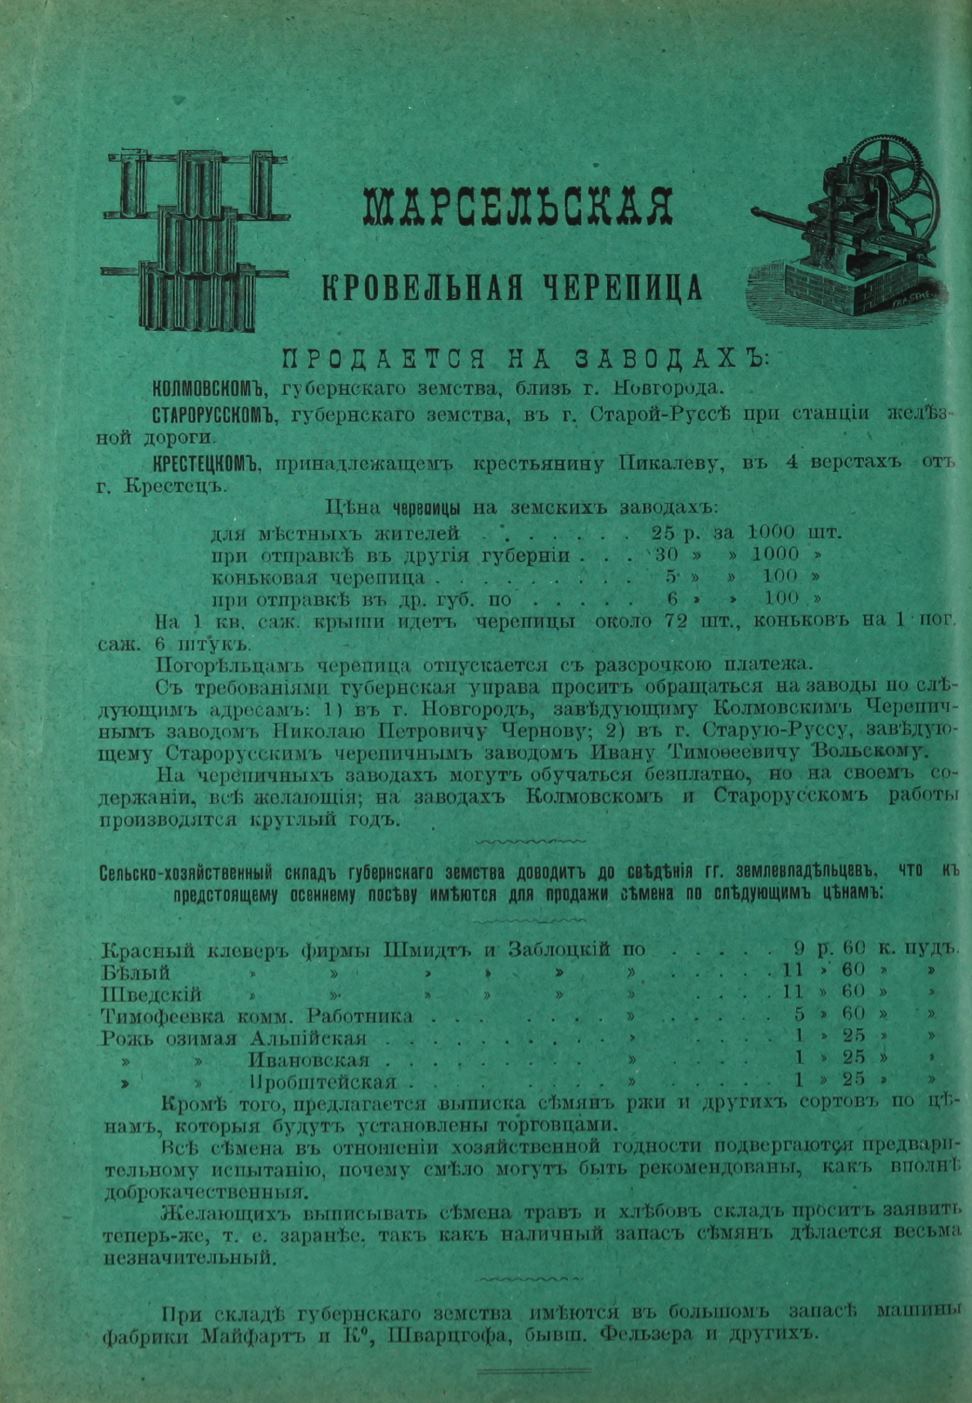 МАРСЕЛЬСКАЯ
КРОВЕЛЬНАЯ ЧЕРЕПИЦА
ПРОДАЕТСЯ НА ЗАВОДАХЪ:
КОЛМОВСКОМЪ, губернскаго земства, близь г. Новгорода.
СТАРОРУССКОМЪ, губернскаго земства, въ г. Старой-Руссѣ при станціи желѣз-
ной дороги.
КРЕСТЕЦКОМЪ, принадлежащемъ крестьянину Пикалеву, въ 4 верстахъ отъ
г. Крестецъ.
Цѣна черепицы на земскихъ заводахъ:
для мѣстныхъ жителей . . . . . . . 25 р. за 1000 шт.
при отправкѣ въ другія губерніи . . . 30 » » 1000 »
коньковая черепица . . . . . . . . . 5 » » 100 »
при отправкѣ въ др. губ. по . . . . . 6 » » 100 »
На 1 кв. саж. крыши идетъ черепицы около 72 шт., коньковъ на 1 пог.
саж. 6 штукъ.
Погорѣльцамъ черепица отпускается съ разсрочкою платежа.
Съ требованіями губернская управа проситъ обращаться на заводы по слѣ-
дующимъ адресамъ: 1) въ г. Новгородъ, завѣдующему Колмовскимъ Черепич-
нымъ заводомъ Николаю Петровичу Чернову; 2) въ г. Старую-Руссу, завѣдую-
щему Старорусскимъ черепичнымъ заводомъ Ивану Тимоѳеевичу Вольскому.
На черепичныхъ заводахъ могутъ обучаться безплатно, но на своемъ со-
держаніи, всѣ желающія; на заводахъ Колмовскомъ и Старорусскомъ работы
производятся круглый годъ.
Сельско-хозяйственный складъ губернскаго земства доводитъ до свѣдѣнія гг. землевладѣльцевъ, что къ
предстоящему осеннему посѣву имѣются для продажи сѣмена по слѣдующимъ цѣнамъ:
Красный клеверъ фирмы Шмидтъ и Заблоцкій по . . . . . 9 р. 60 к. пудъ.
Бѣлый » » » » » » . . . . . 11 » 60 » »
Шведскій » » » » » » . . . . 11 » 60 » »
Тимофеевка комм. Работника . . . . . . . » . . . . . . 5 » 60 » »
Рожь озимая Альпійская . . . . . . . . . . » . . . . 1 » 25 » »
» » Ивановская . . . . . . . . . » . . . . . 1 » 25 » »
» » Пробштейская . . . . . . . . » . . . . . 1 » 25 » »
Кромѣ того, предлагается выписка сѣмянъ ржи и другихъ сортовъ по цѣ-
намъ, которыя будутъ установлены торговцами.
Всѣ сѣмена въ отношеніи хозяйственной годности подвергаются предвари-
тельному испытанію, почему смѣло могутъ быть рекомендованы, какъ вполнѣ
доброкачественныя.
Желающихъ выписывать сѣмена травъ и хлѣбовъ складъ проситъ заявить
теперь-же, т. е. заранѣе, такъ какъ наличный запасъ сѣмянъ дѣлается весьма
незначительный.
При складѣ губернскаго земства имѣются въ большомъ запасѣ машины
фабрики Майфартъ и Кº, Шварцгофа, бывш. Фельзера и другихъ.